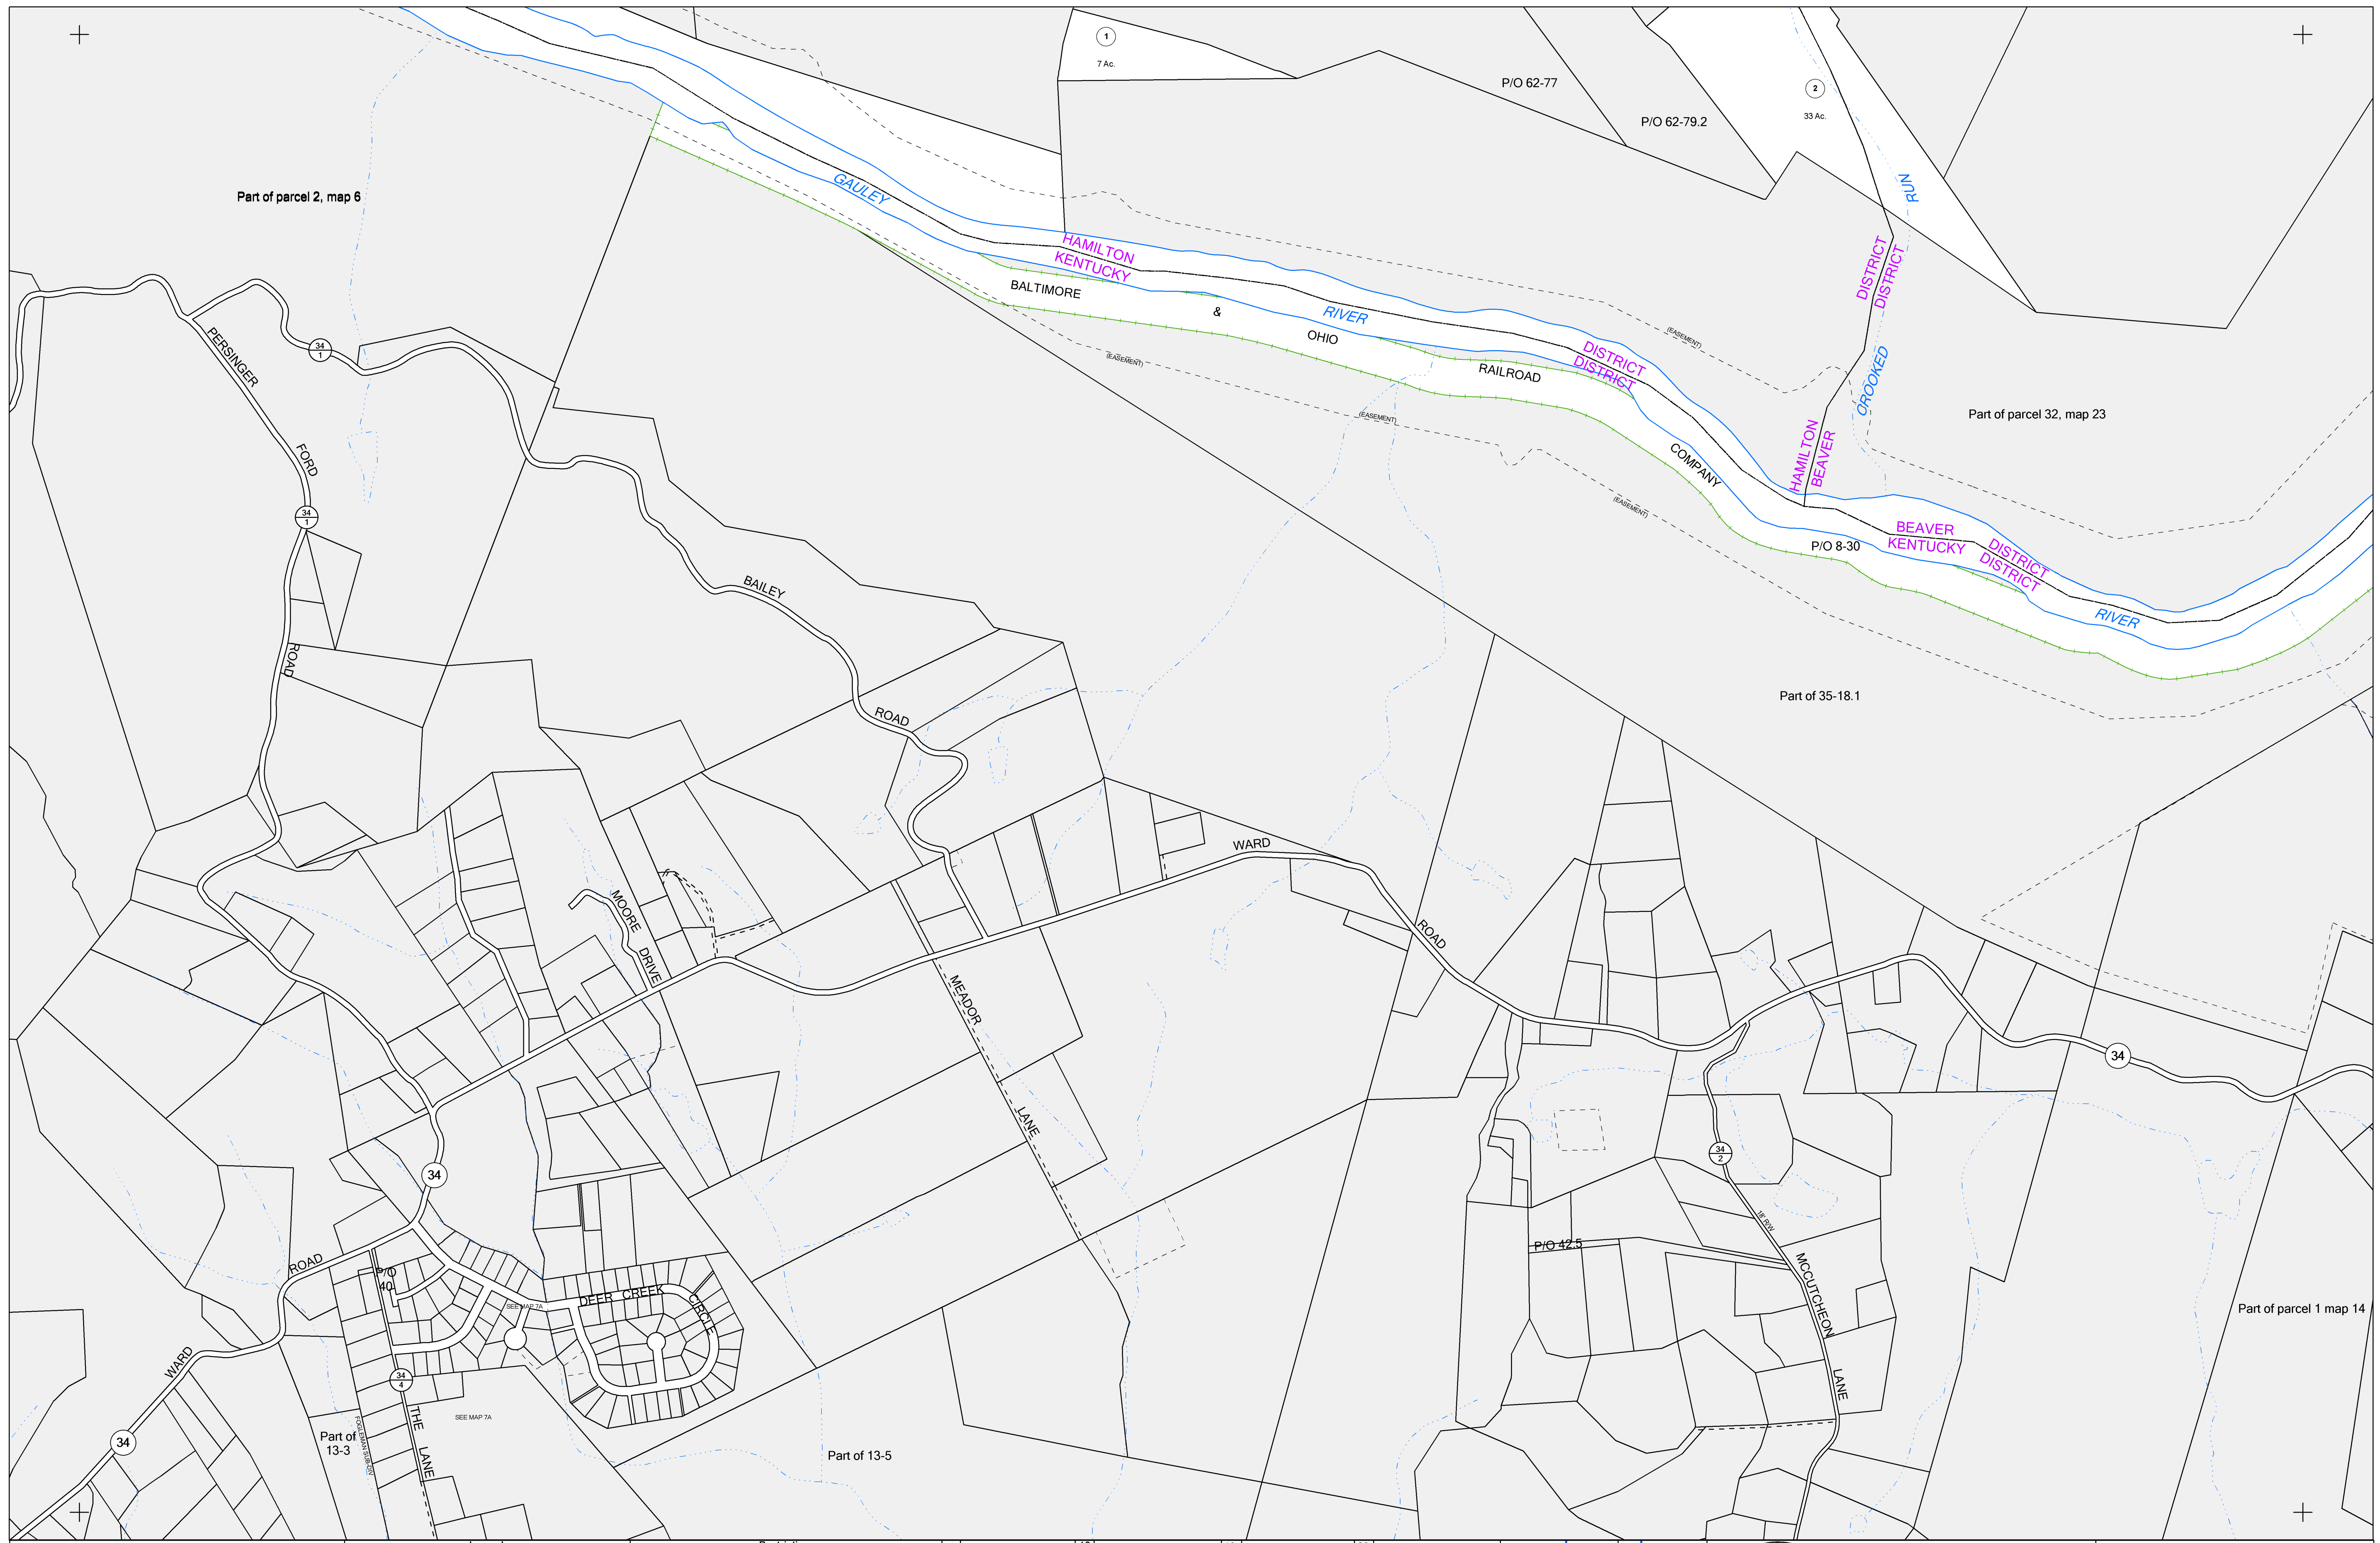 1
7 Ac.
P/O 62-77
P/O 62-79.2
2
33 Ac.
Part of parcel 2, map 6
GAULEY
RUN
HAMILTON
KENTUCKY
DISTRICT
DISTRICT
BALTIMORE
&
OHIO
RIVER
(EASEMENT)
(EASEMENT)
DISTRICT
DISTRICT
RAILROAD
CROOKED
PERSINGER
34
1
(EASEMENT)
Part of parcel 32, map 23
FORD
HAMILTON
BEAVER
COMPANY
(EASEMENT)
34
1
BEAVER
KENTUCKY
DISTRICT
DISTRICT
P/O 8-30
RIVER
BAILEY
ROAD
ROAD
Part of 35-18.1
WARD
ROAD
MOORE
DRIVE
MEADOR
LANE
34
34
34
2
18' R/W
P/O 42.5
MCCUTCHEON
LANE
ROAD
P/O
40
SEE MAP 7A
DEER CREEK
CIRCLE
WARD
34
4
THE
LANE
SEE MAP 7A
FOGLEMAN SUB-DIV
Part of
13-3
34
Part of 13-5
Part of parcel 1 map 14